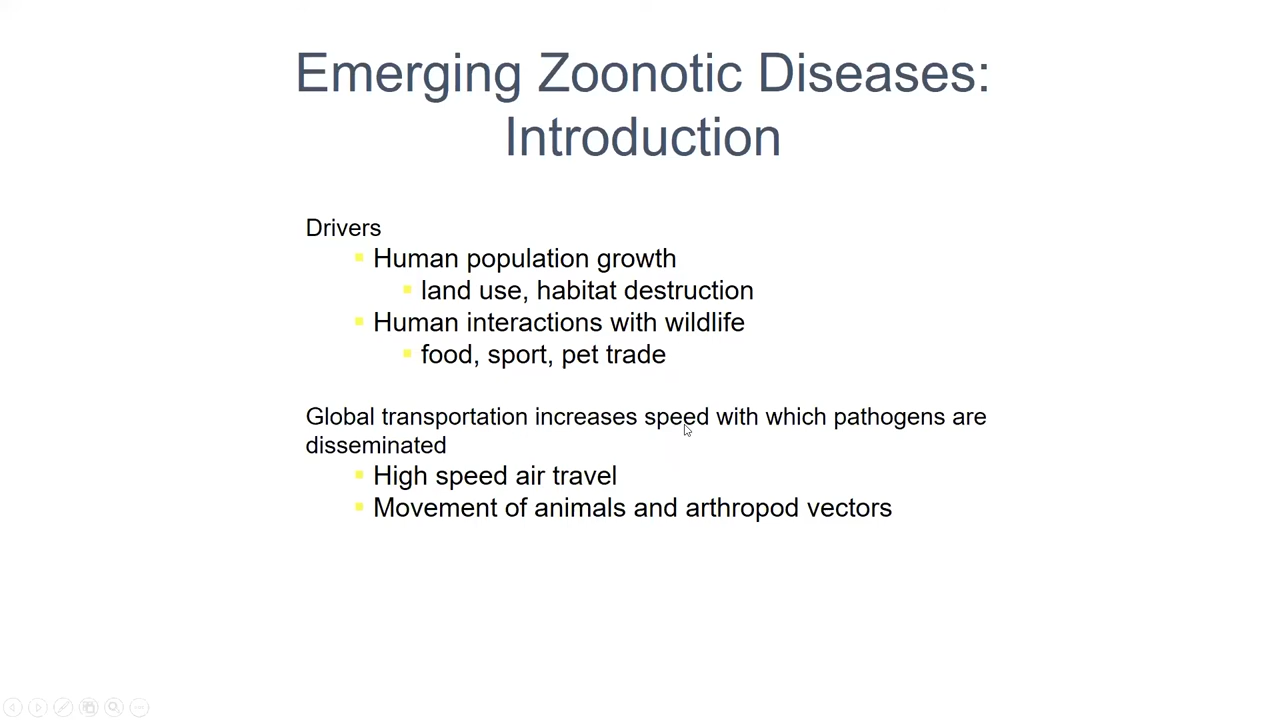 Emerging Zoonotic Diseases:
Introduction
Drivers
Human population growth
land use, habitat destruction
Human interactions with wildlife
food, sport, pet trade
Global transportation increases speed with which pathogens are
disseminated
High speed air travel
Movement of animals and arthropod vectors